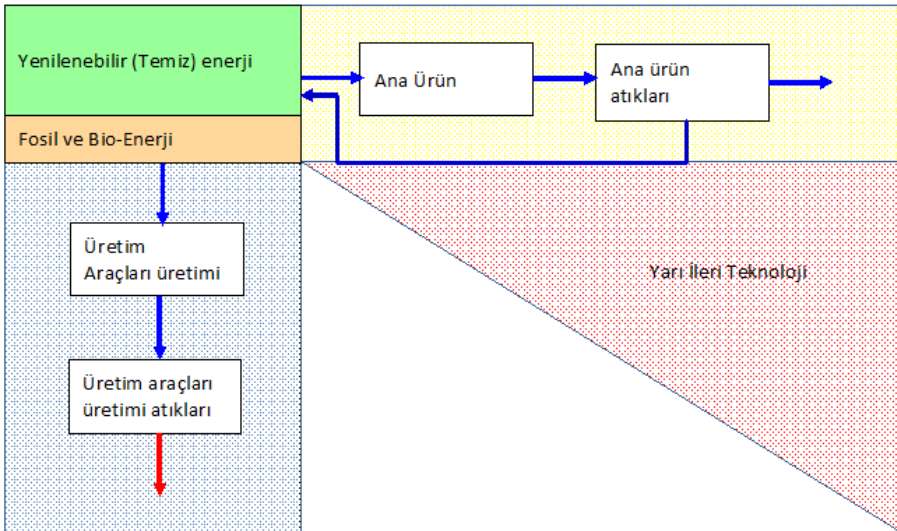 Yenilenebilir (Temiz) enerji
Fosil ve Bio-Enerji
Ana Ürün
Ana ürün
atıkları
Üretim
Araçları üretimi
Üretim araçları
üretimi atıkları
Yarı İleri Teknoloji